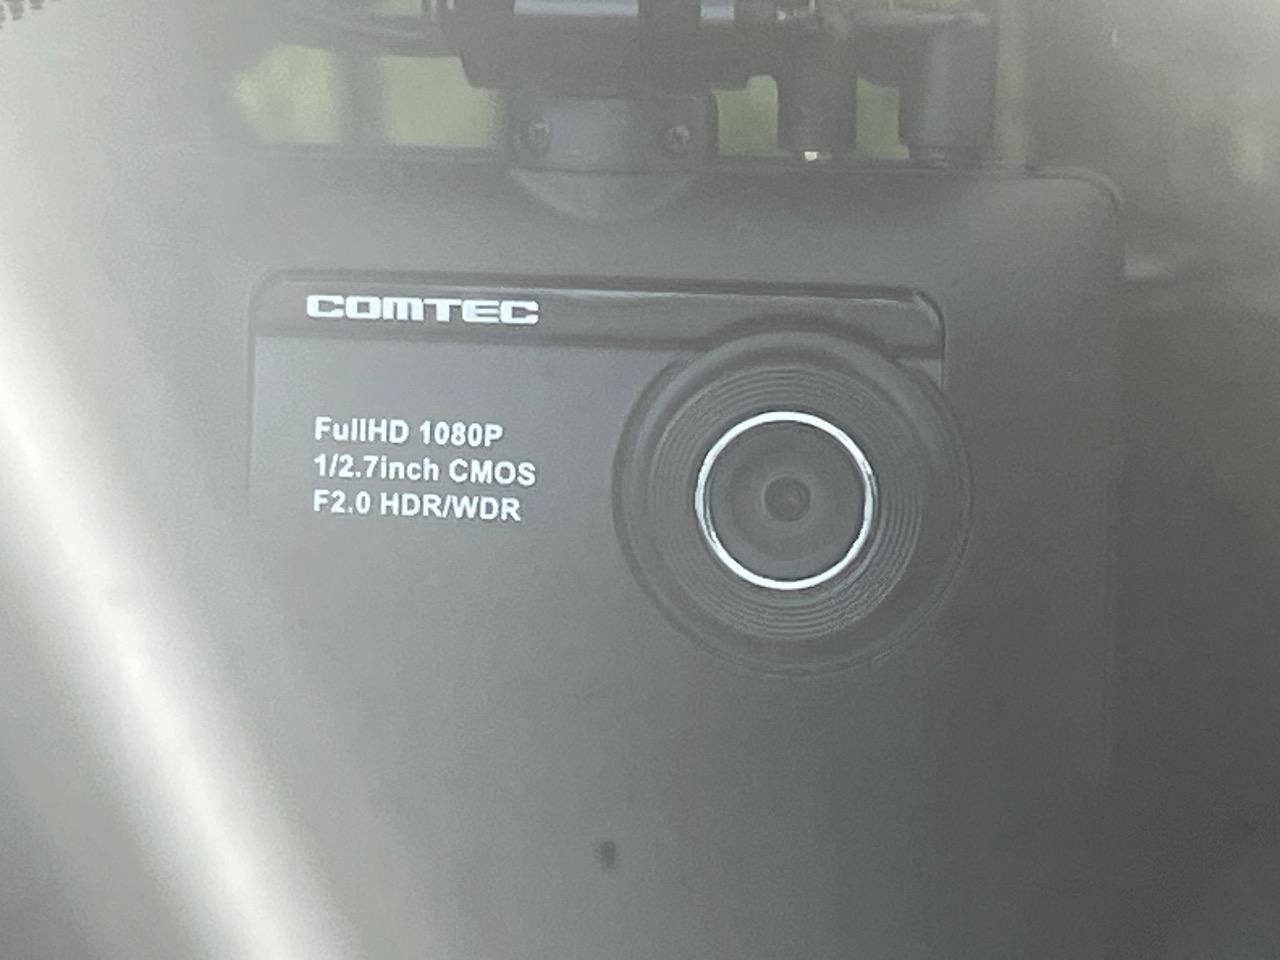 COMTEC
FullHD 1080P
1/2.7inch CMOS
F2.0 HDR/WDR